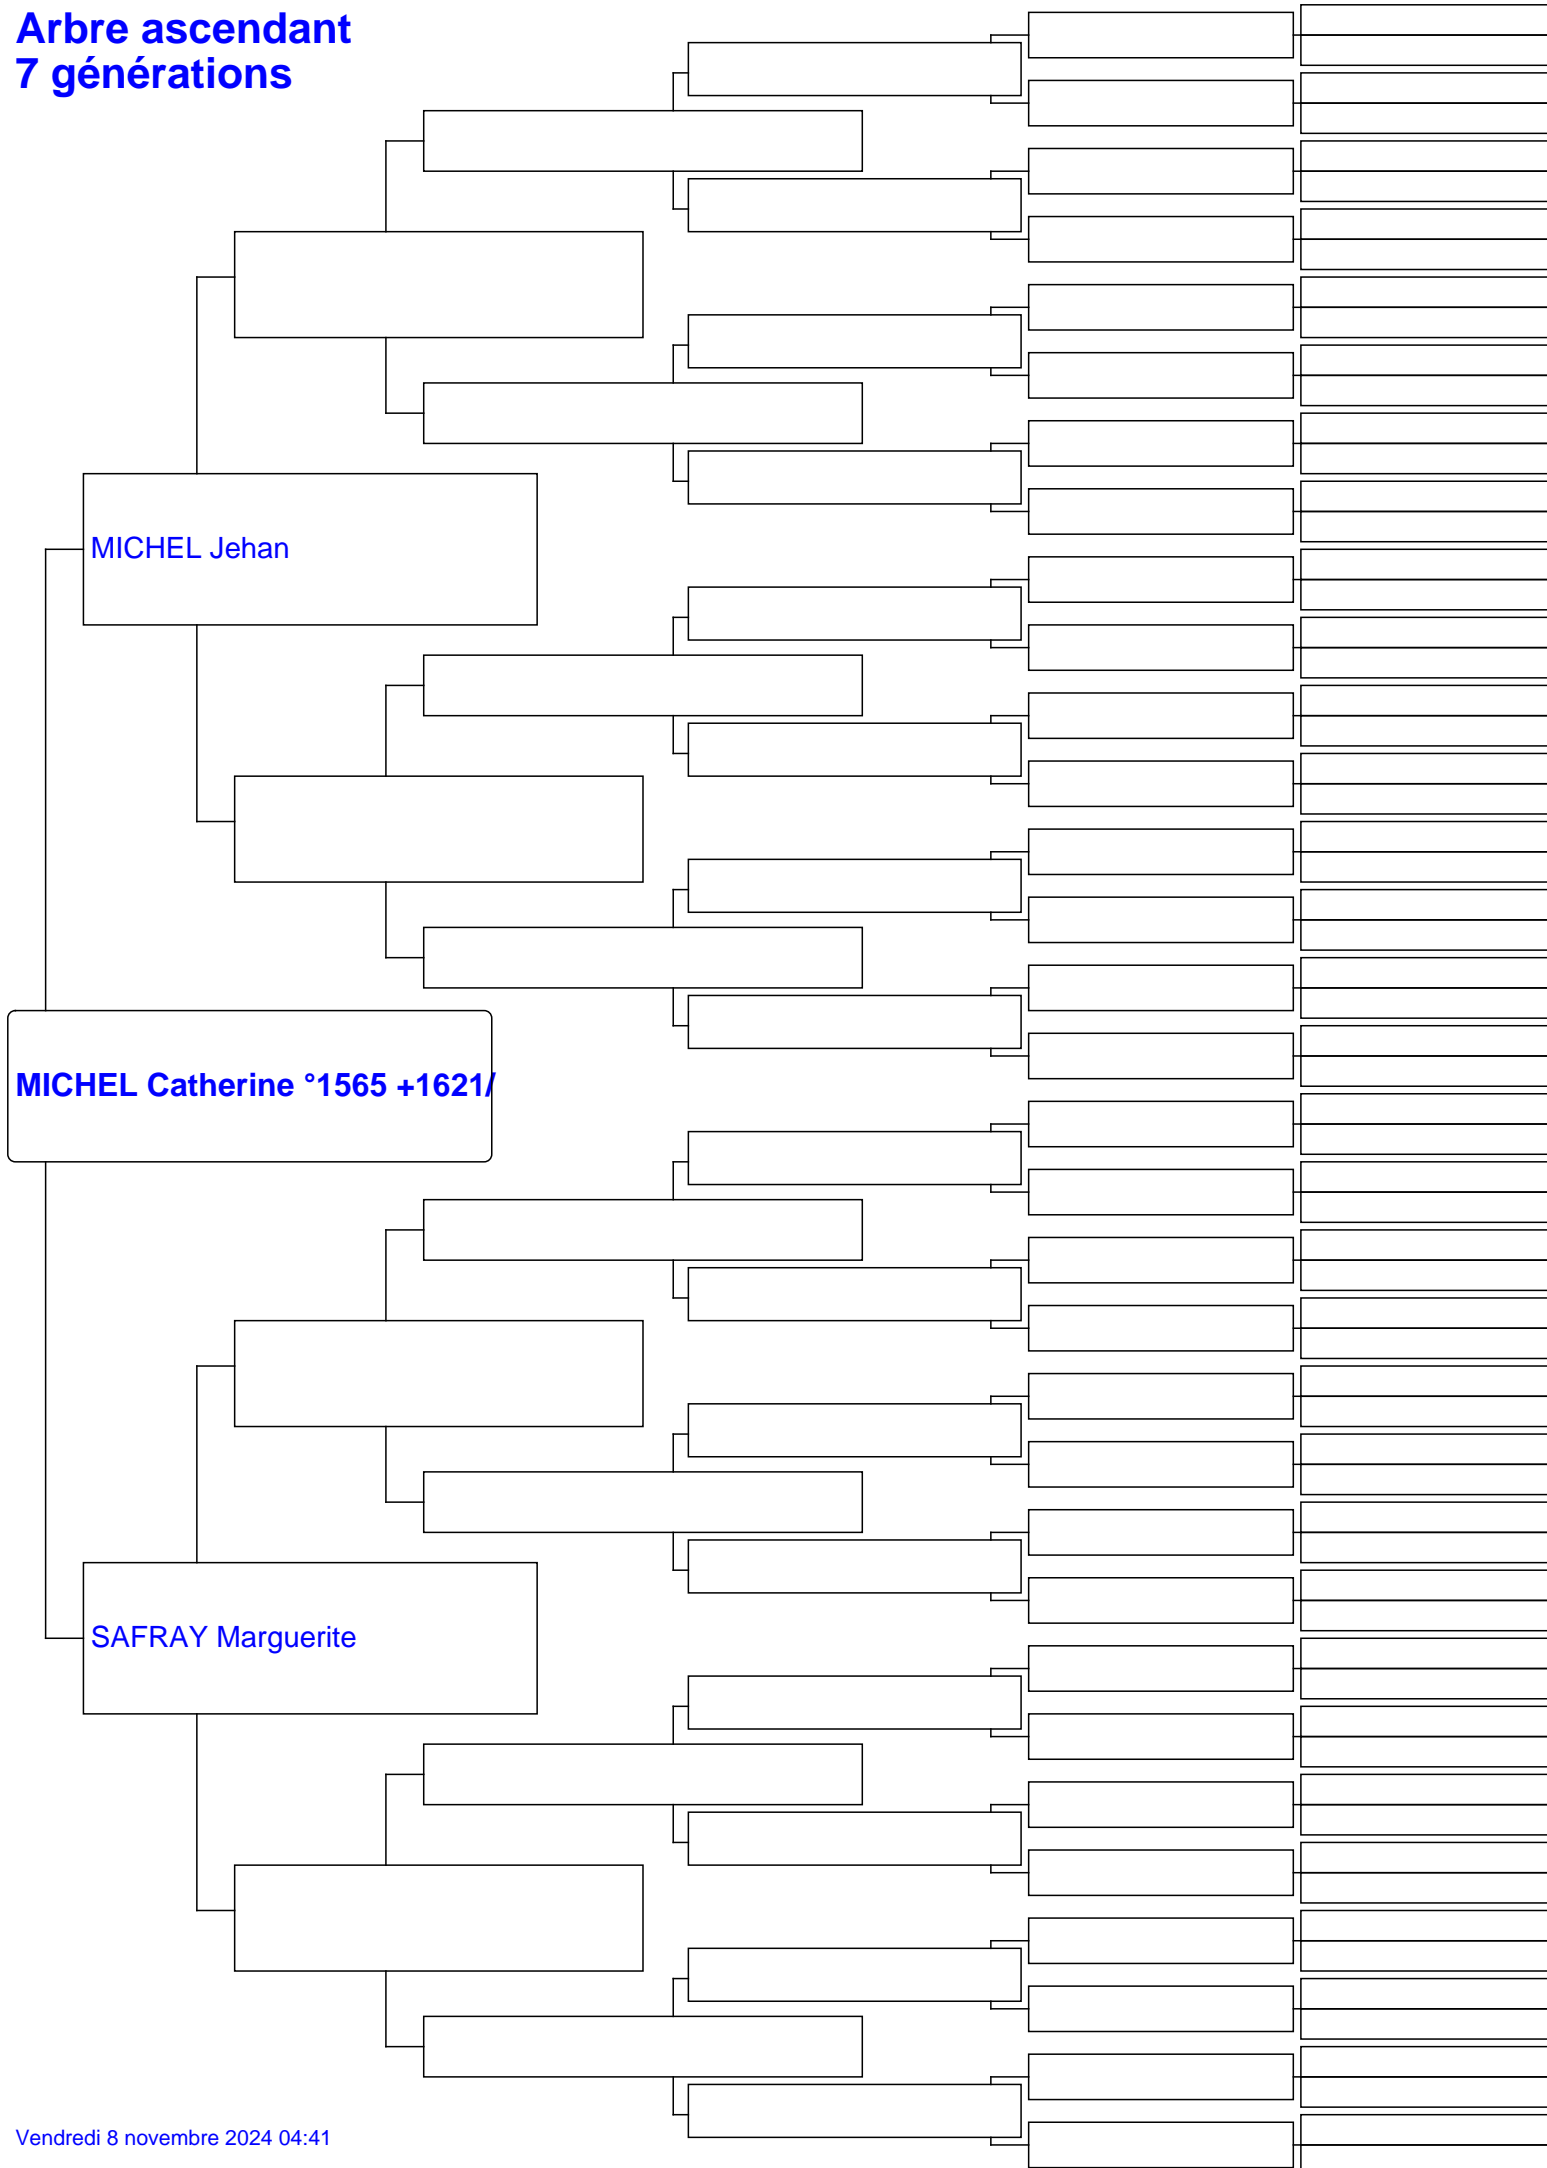 Arbre ascendant
7 générations
MICHEL Jehan
MICHEL Catherine °1565 +1621/
SAFRAY Marguerite
Vendredi 8 novembre 2024 04:41